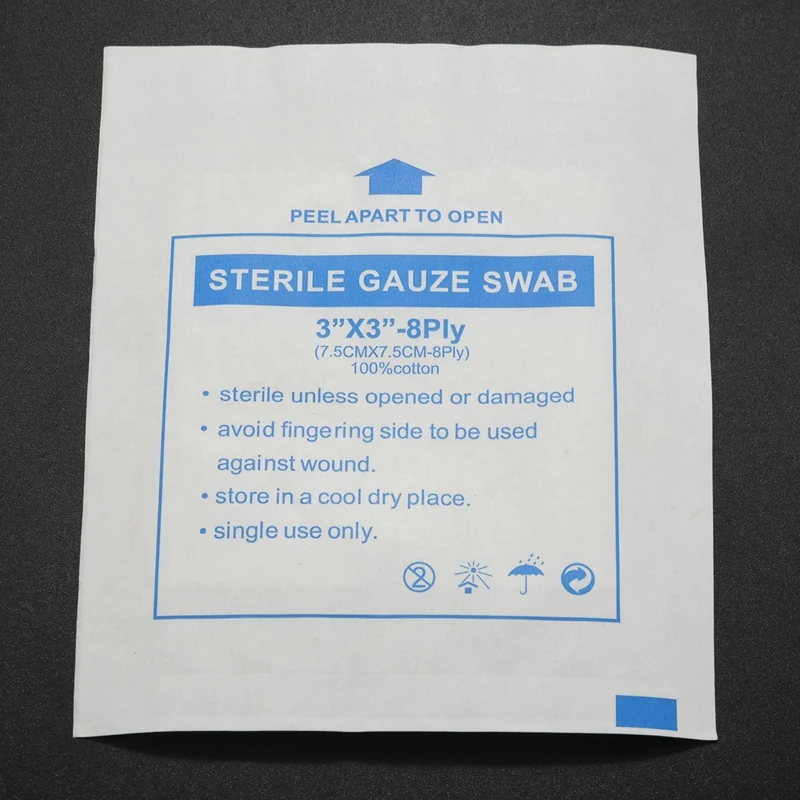 PEEL APART TO OPEN
STERILE GAUZE SWAB
3”X3”-8Ply
(7.5CMX7.5CM-8Ply)
100%cotton
• sterile unless opened or damaged
• avoid fingering side to be used
against wound.
• store in a cool dry place.
• single use only.
2